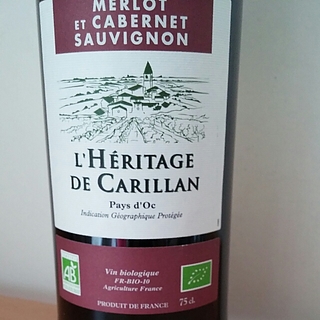 MERLOT
ET CABERNET
SAUVIGNON
L'HÉRITAGE
DE CARILLAN
Pays d'Oc
Indication Géographique Protégée
AB
Vin biologique
FR-BIO-10
Agriculture France
PRODUIT DE FRANCE 75 cl.